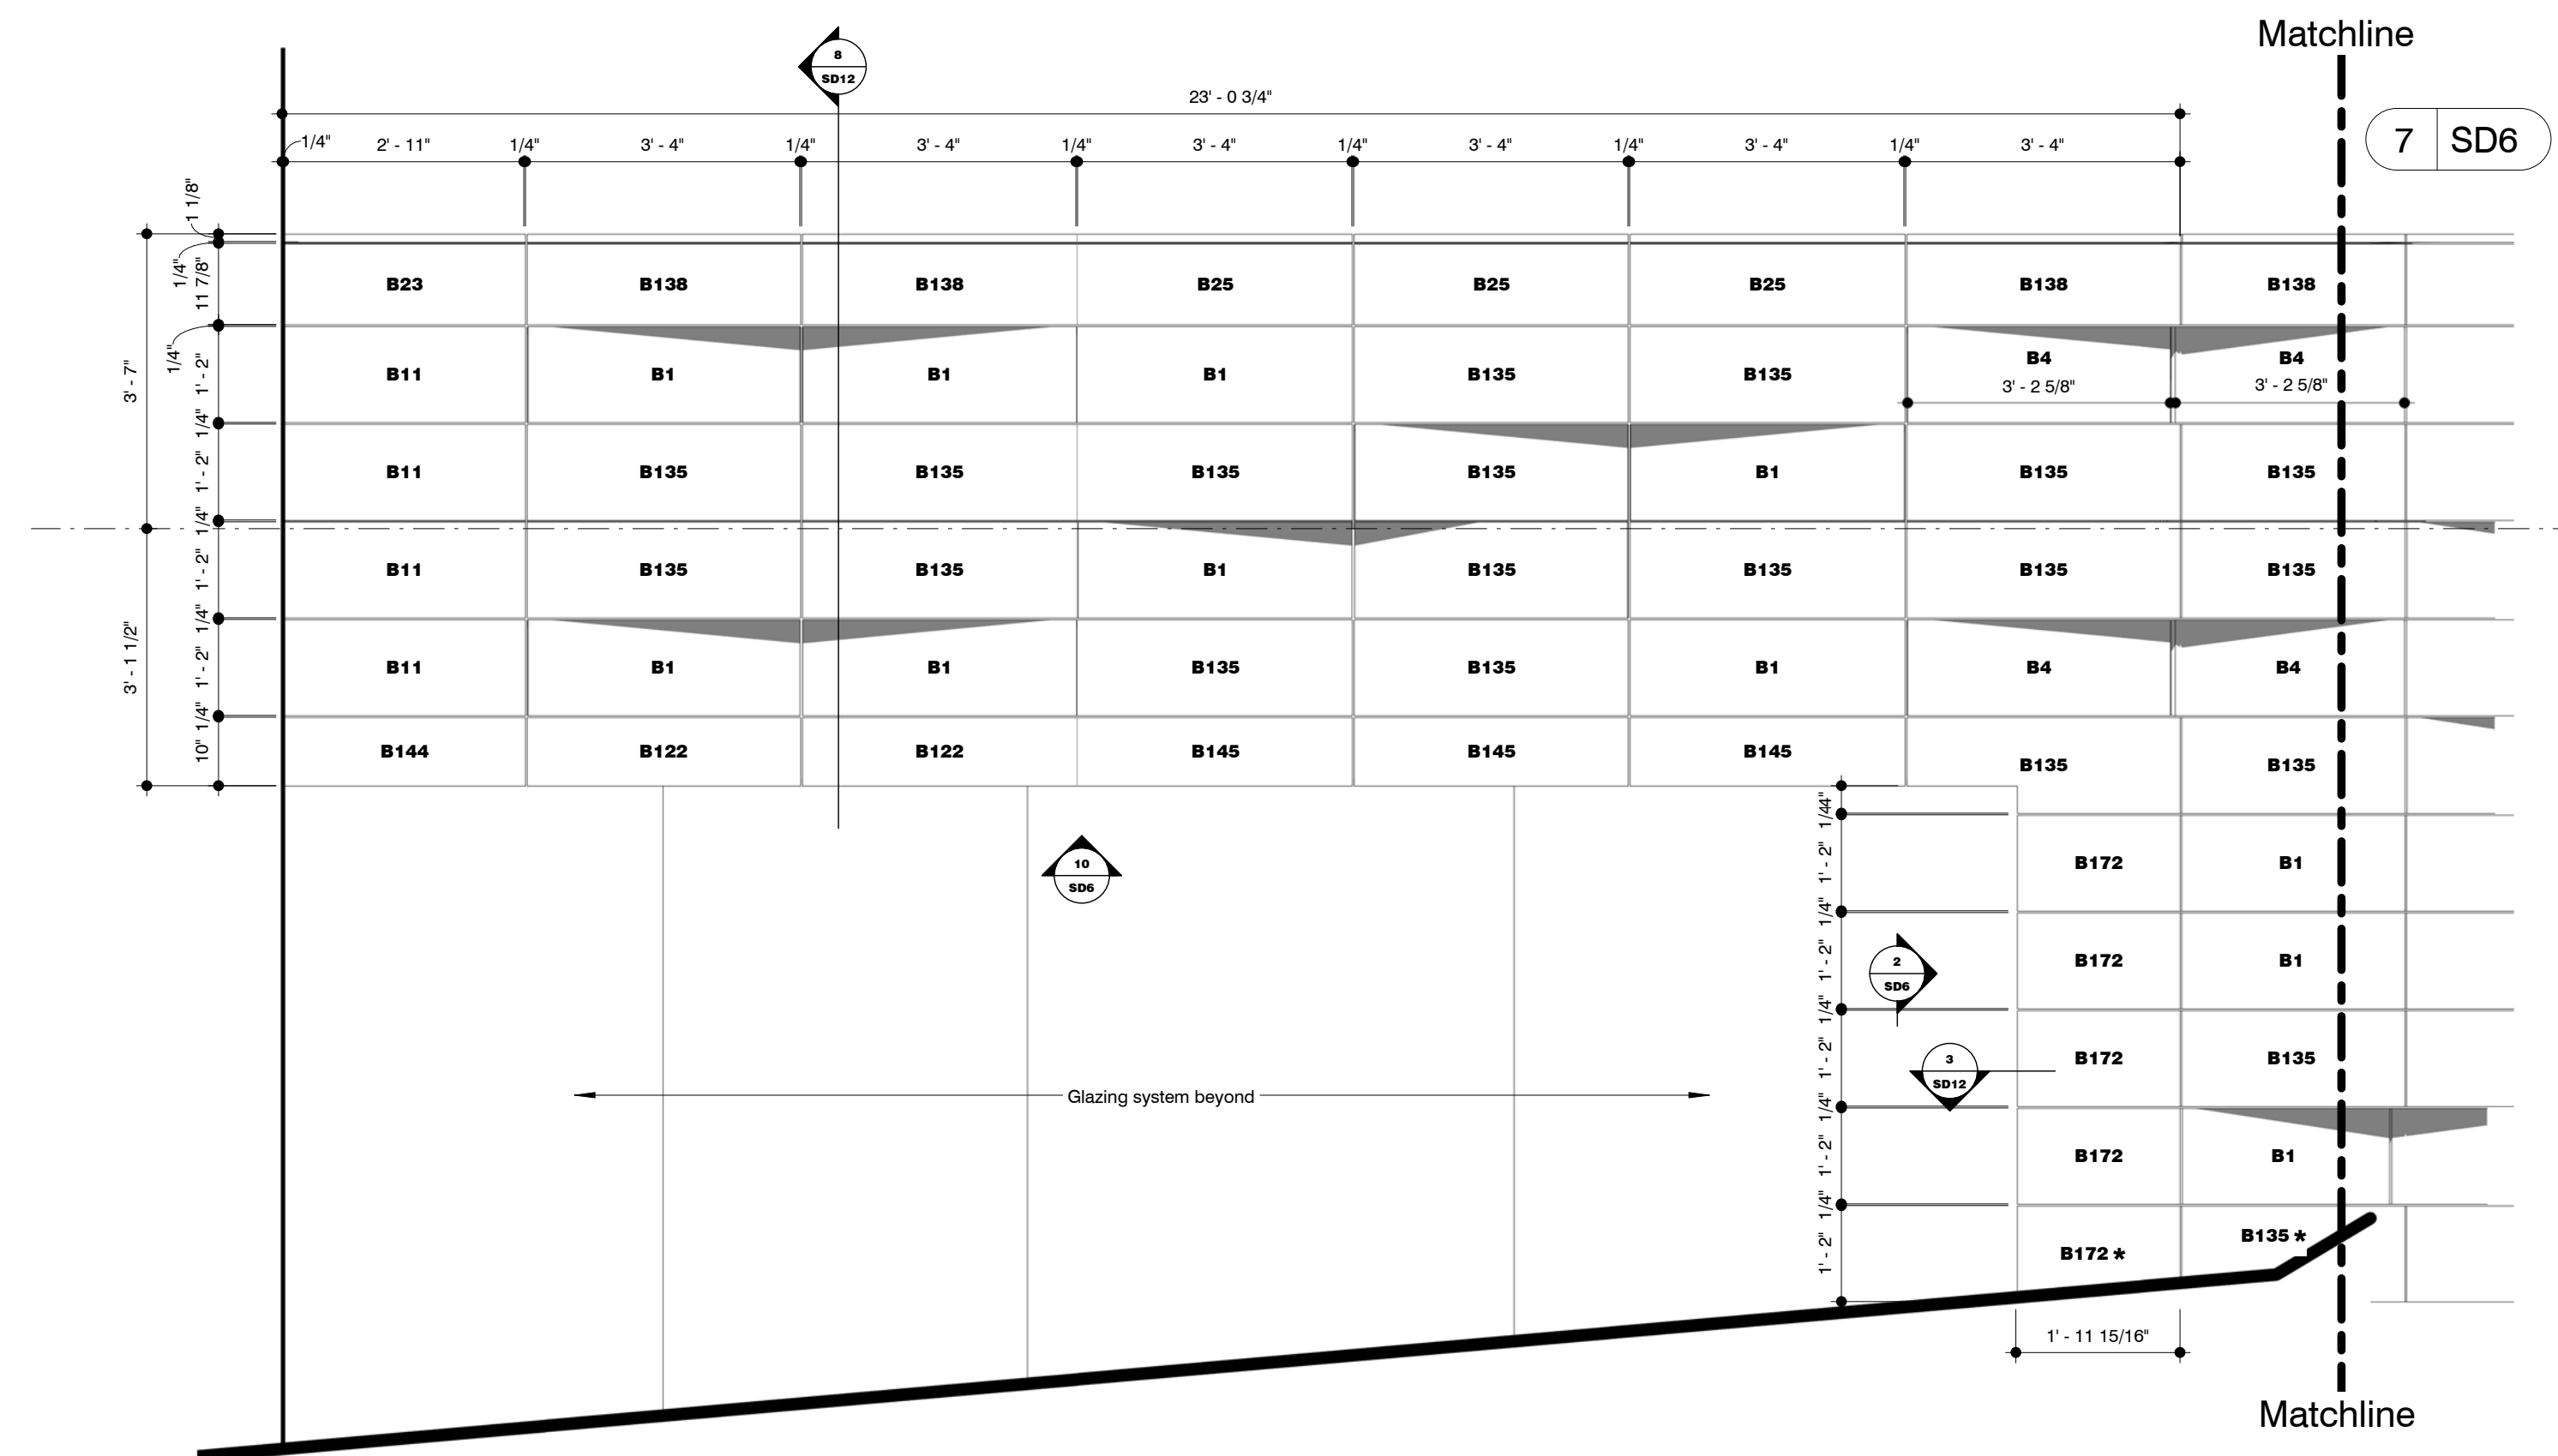 Matchline
8
SD12
23' - 0 3/4"
7 SD6
1/4" 2' - 11" 1/4" 3' - 4" 1/4" 3' - 4" 1/4" 3' - 4" 1/4" 3' - 4" 1/4" 3' - 4" 1/4" 3' - 4"
1 1/8"
1/4"
11 7/8"
B23 B138 B138 B25 B25 B25 B138 B138
1/4"
3' - 7"
1' - 2"
B11 B1 B1 B1 B135 B135 B4 B4
3' - 2 5/8" 3' - 2 5/8"
1/4"
1' - 2"
B11 B135 B135 B135 B135 B1 B135 B135
1/4"
1' - 2"
B11 B135 B135 B1 B135 B135 B135 B135
1/4"
3' - 1 1/2"
1' - 2"
B11 B1 B1 B135 B135 B1 B4 B4
1/4"
10"
B144 B122 B122 B145 B145 B145 B135 B135
1/44"
1' - 2"
B172 B1
10
SD6
1/4"
1' - 2"
B172 B1
2
SD6
1/4"
1' - 2"
B172 B135
3
SD12
Glazing system beyond
1/4"
1' - 2"
B172 B1
1/4"
1' - 2"
B172 * B135 *
1' - 11 15/16"
Matchline